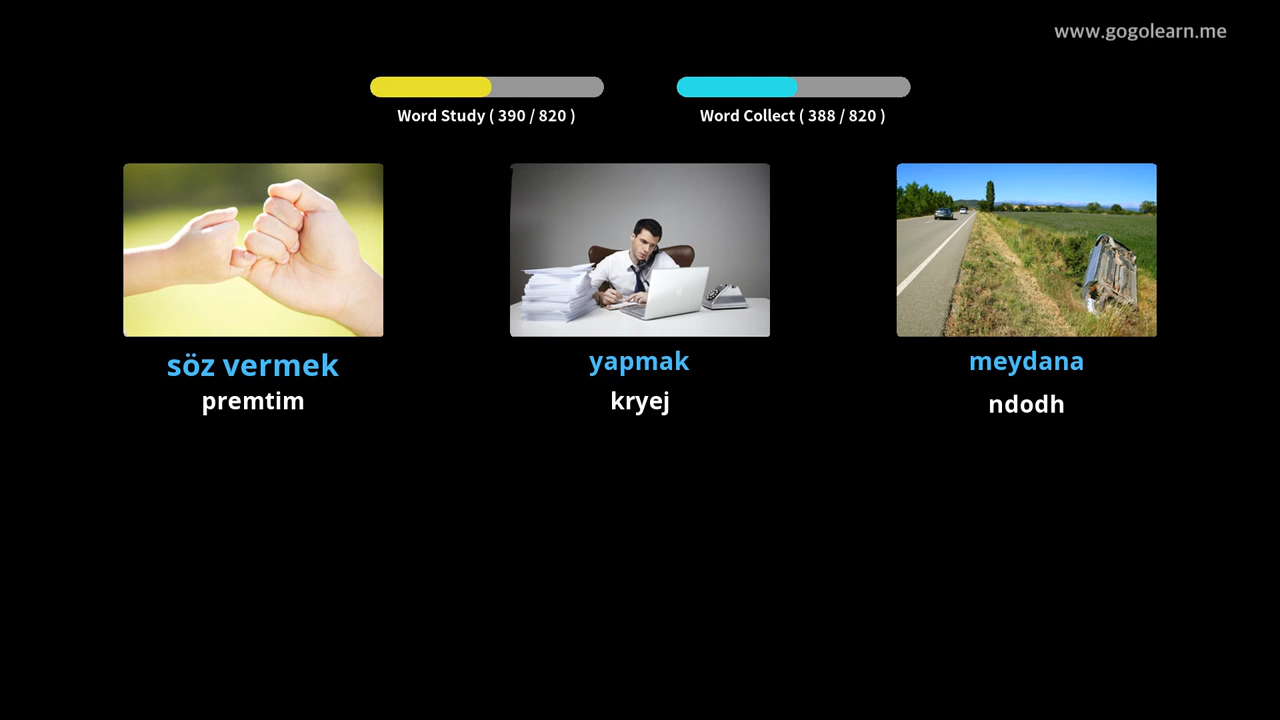 www.gogolearn.me
Word Study ( 390 / 820 )
Word Collect ( 388 / 820 )
söz vermek
premtim
yapmak
kryej
meydana
ndodh